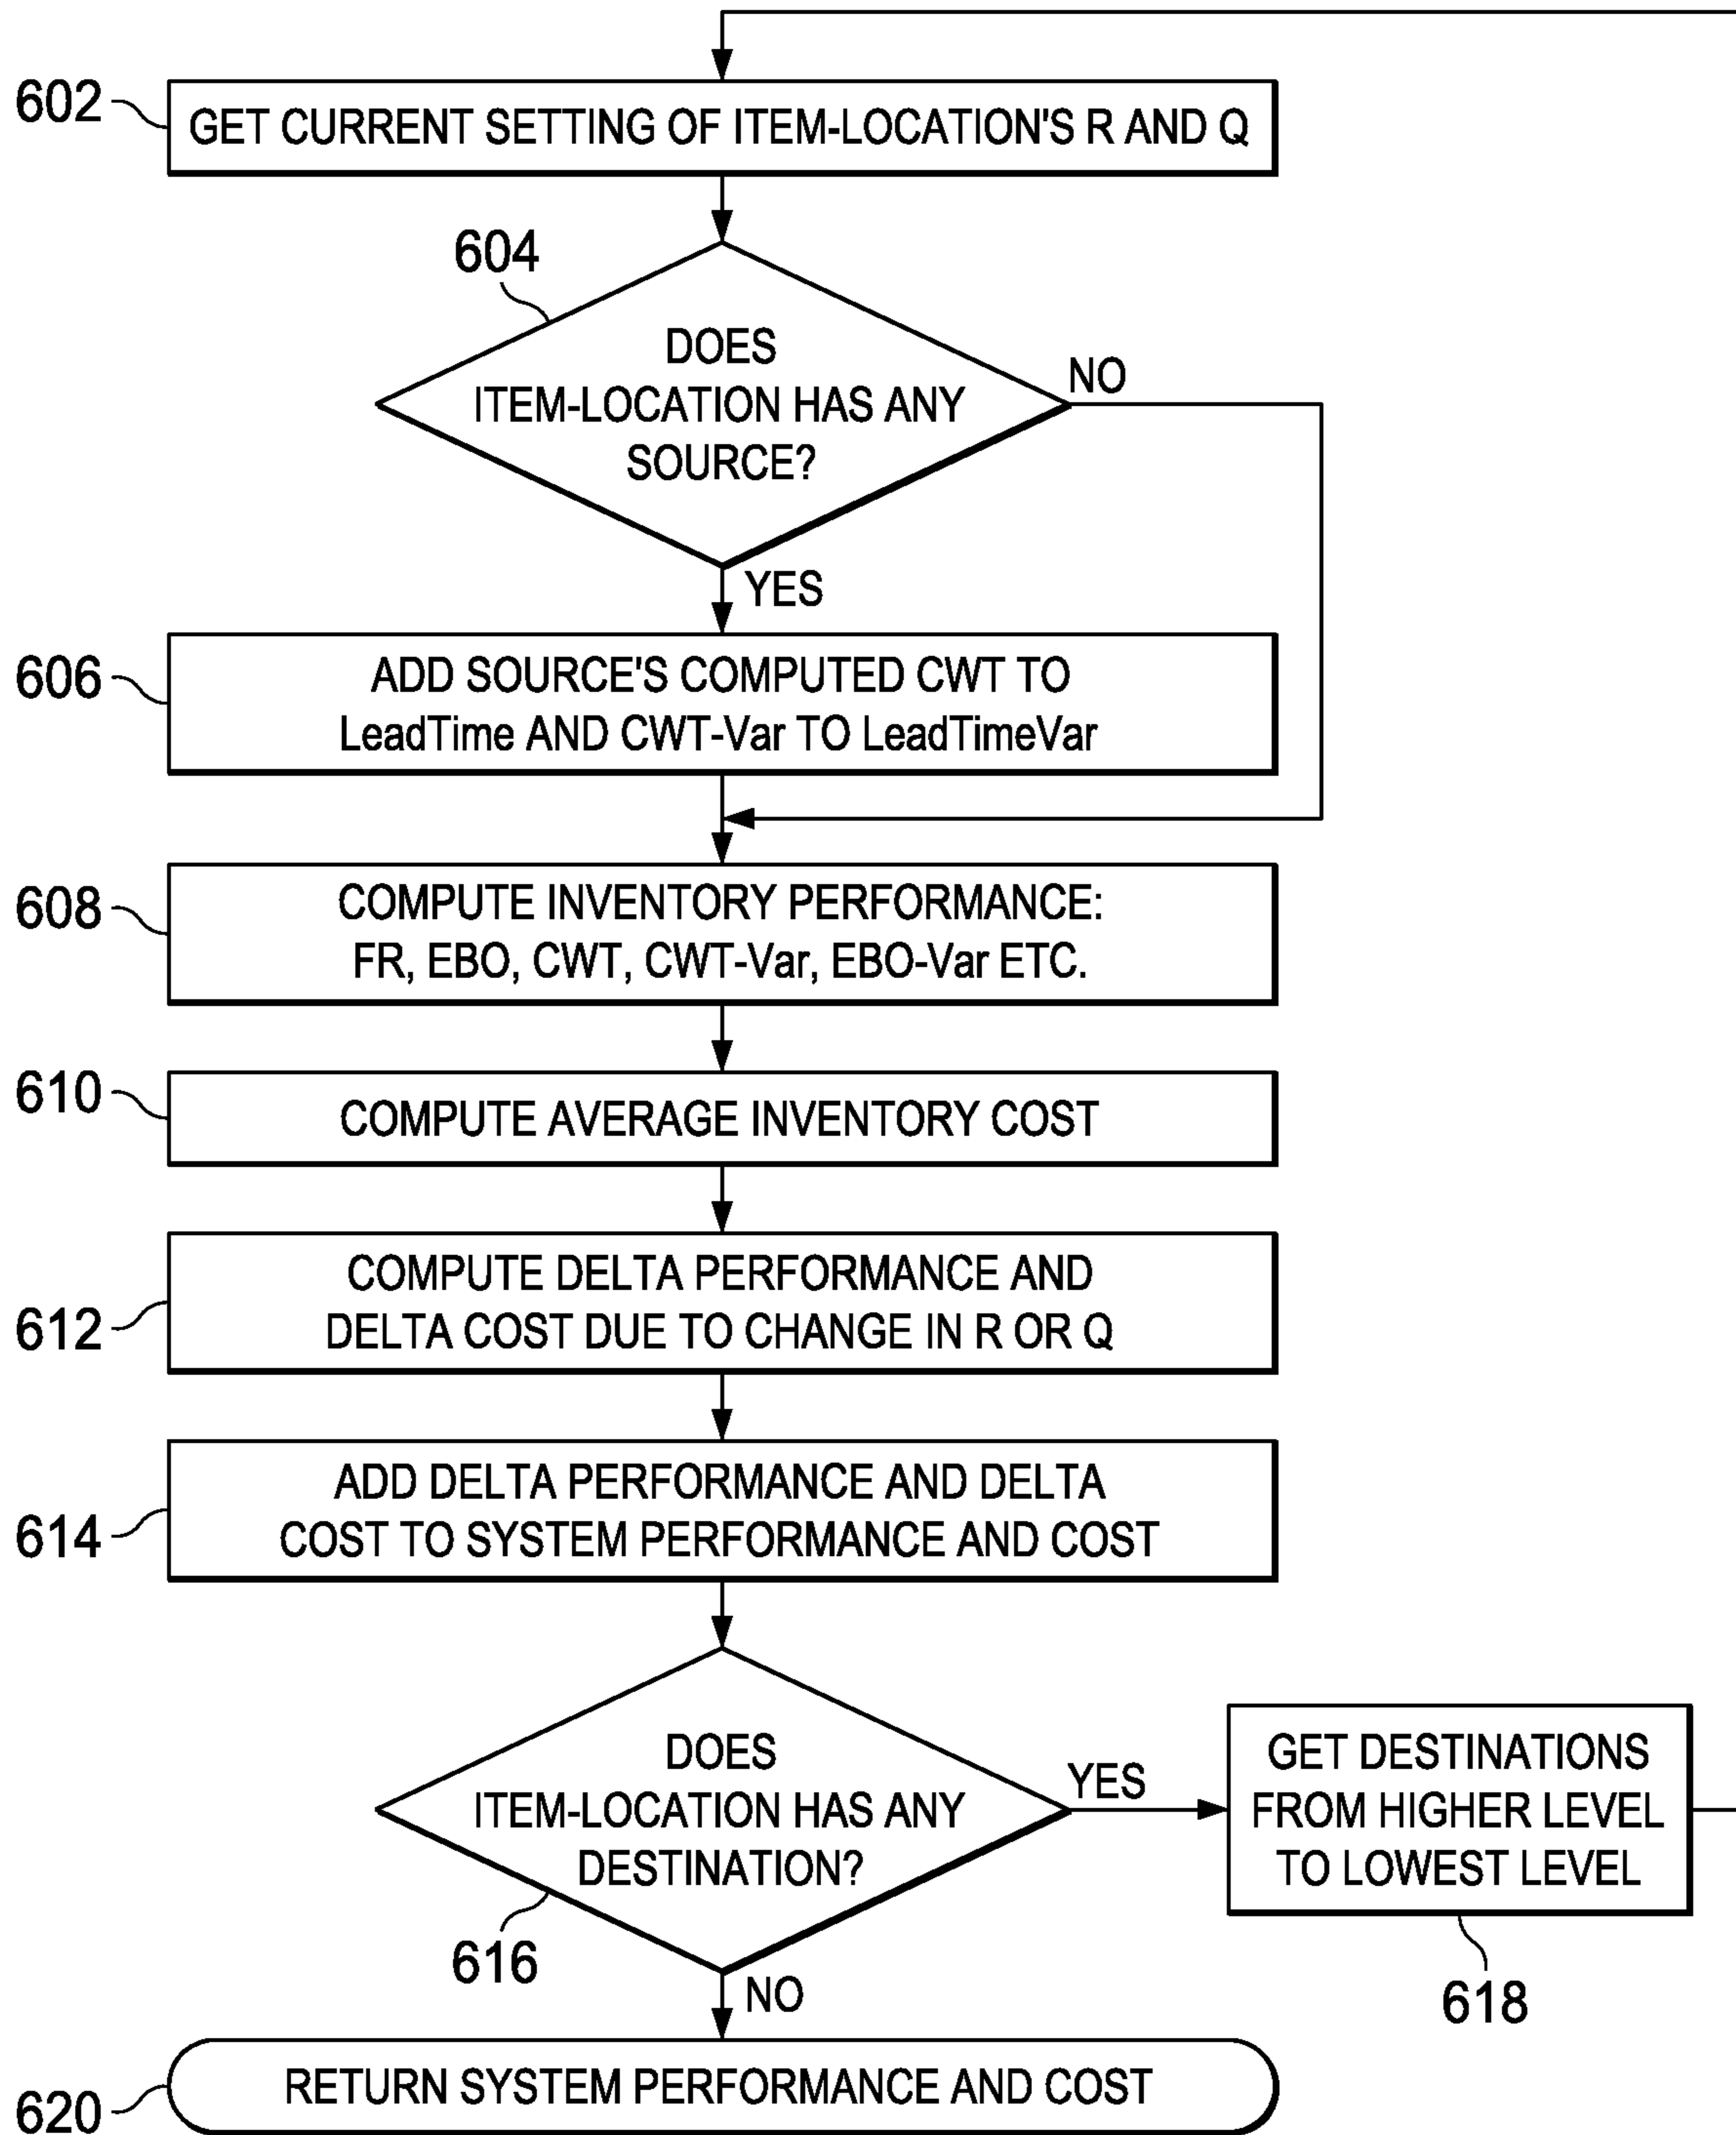 602
GET CURRENT SETTING OF ITEM-LOCATION'S R AND Q
604
DOES
ITEM-LOCATION HAS ANY
SOURCE?
NO
YES
606
ADD SOURCE'S COMPUTED CWT TO
LeadTime AND CWT-Var TO LeadTimeVar
608
COMPUTE INVENTORY PERFORMANCE:
FR, EBO, CWT, CWT-Var, EBO-Var ETC.
610
COMPUTE AVERAGE INVENTORY COST
612
COMPUTE DELTA PERFORMANCE AND
DELTA COST DUE TO CHANGE IN R OR Q
614
ADD DELTA PERFORMANCE AND DELTA
COST TO SYSTEM PERFORMANCE AND COST
DOES
ITEM-LOCATION HAS ANY
DESTINATION?
616
YES
GET DESTINATIONS
FROM HIGHER LEVEL
TO LOWEST LEVEL
618
NO
620
RETURN SYSTEM PERFORMANCE AND COST